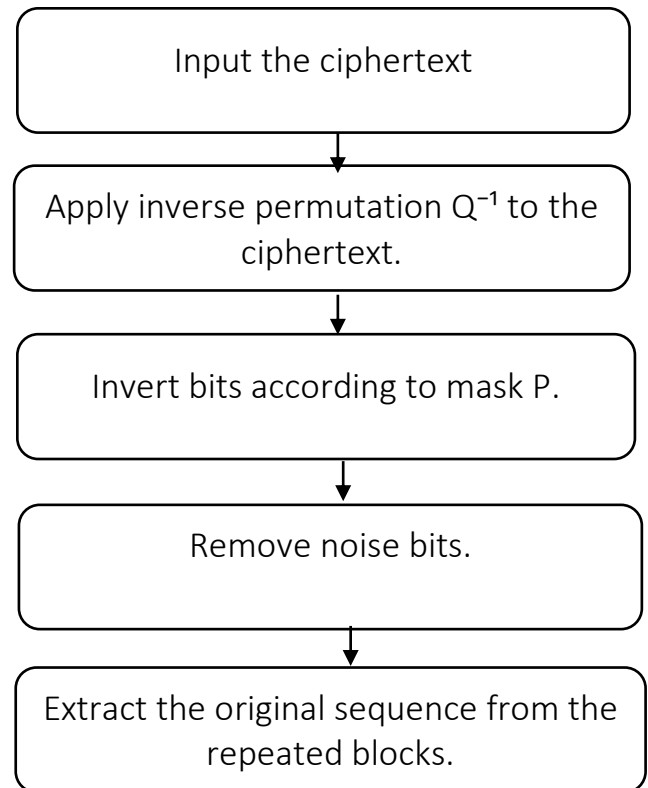 Input the ciphertext
Apply inverse permutation Q⁻¹ to the
ciphertext.
Invert bits according to mask P.
Remove noise bits.
Extract the original sequence from the
repeated blocks.